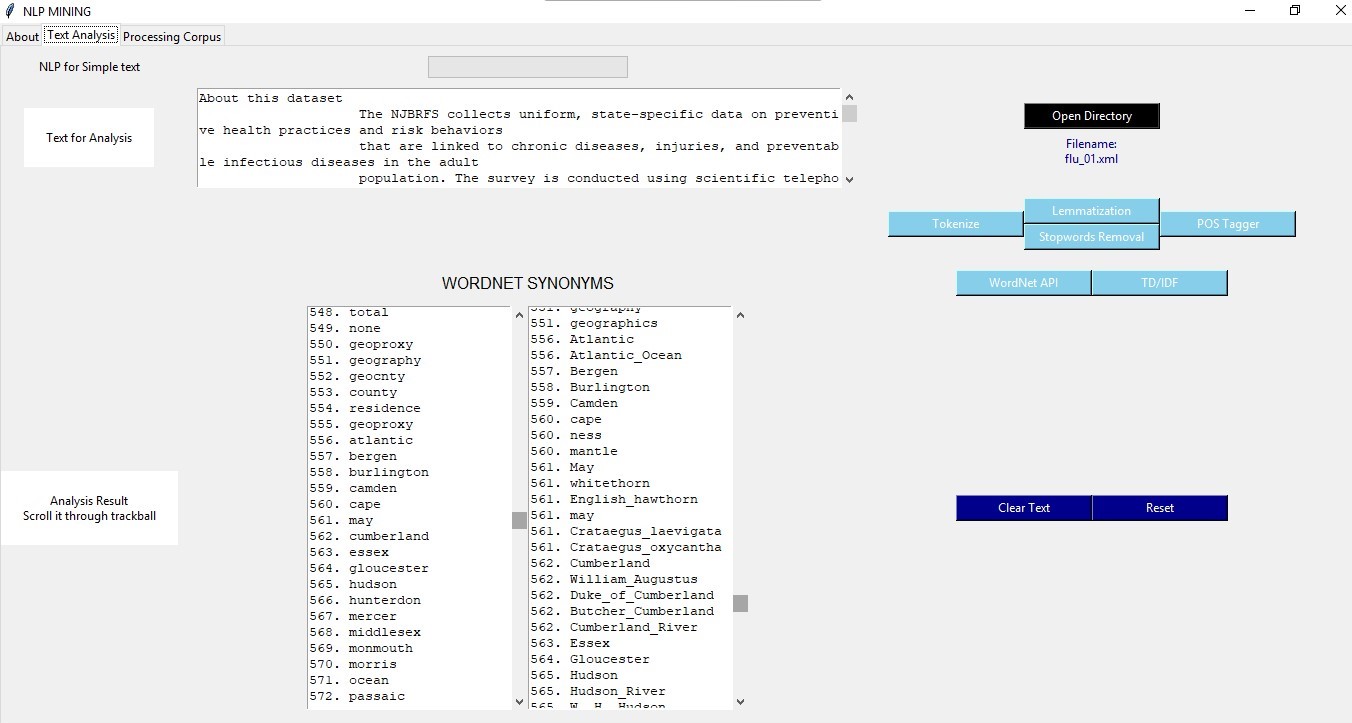 NLP MINING
About Text Analysis Processing Corpus
NLP for Simple text
Text for Analysis
About this dataset
The NJBRFS collects uniform, state-specific data on preventi
ve health practices and risk behaviors
that are linked to chronic diseases, injuries, and preventab
le infectious diseases in the adult
population. The survey is conducted using scientific telepho
Open Directory
Filename:
flu_01.xml
Tokenize
Lemmatization
Stopwords Removal
POS Tagger
WordNet API
TD/IDF
WORDNET SYNONYMS
548. total
549. none
550. geoproxy
551. geography
552. geocnty
553. county
554. residence
555. geoproxy
556. atlantic
557. bergen
558. burlington
559. camden
560. cape
561. may
562. cumberland
563. essex
564. gloucester
565. hudson
566. hunterdon
567. mercer
568. middlesex
569. monmouth
570. morris
571. ocean
572. passaic
551. geography
551. geographics
556. Atlantic
556. Atlantic_Ocean
557. Bergen
558. Burlington
559. Camden
560. cape
560. ness
560. mantle
561. May
561. whitethorn
561. English_hawthorn
561. may
561. Crataegus_laevigata
561. Crataegus_oxycantha
562. Cumberland
562. William_Augustus
562. Duke_of_Cumberland
562. Butcher_Cumberland
562. Cumberland_River
563. Essex
564. Gloucester
565. Hudson
565. Hudson_River
565. W._H._Hudson
Analysis Result
Scroll it through trackball
Clear Text
Reset